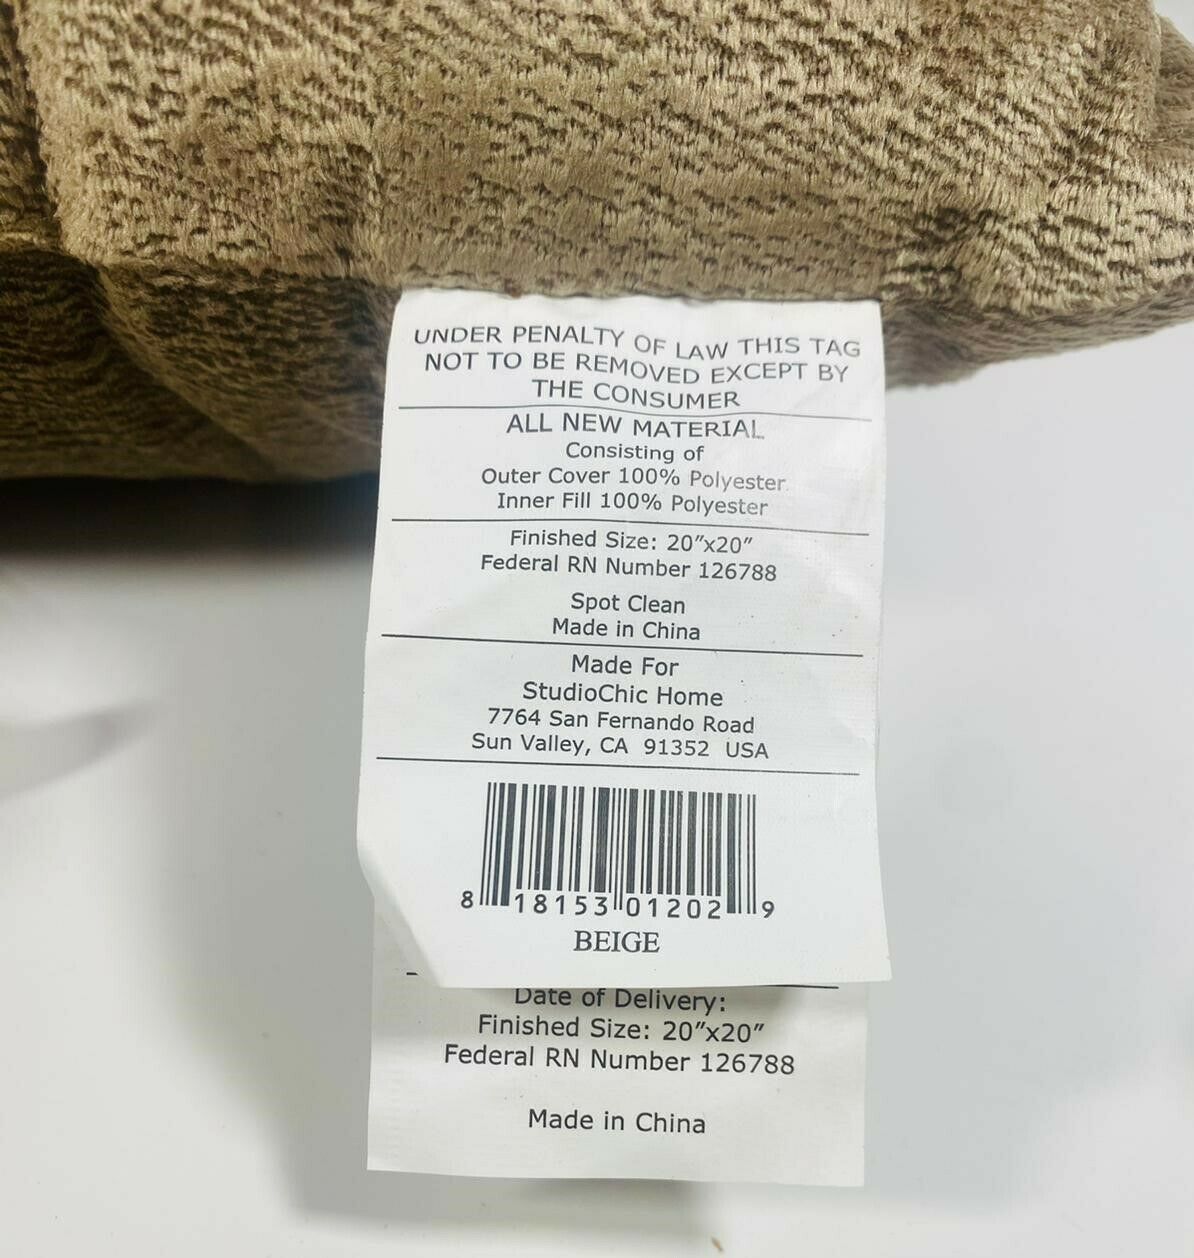 UNDER PENALTY OF LAW THIS TAG
NOT TO BE REMOVED EXCEPT BY
THE CONSUMER
ALL NEW MATERIAL
Consisting of
Outer Cover 100% Polyester
Inner Fill 100% Polyester
Finished Size: 20"x20"
Federal RN Number 126788
Spot Clean
Made in China
Made For
StudioChic Home
7764 San Fernando Road
Sun Valley, CA 91352 USA
8 18153 01202 9
BEIGE
Date of Delivery:
Finished Size: 20"x20"
Federal RN Number 126788
Made in China